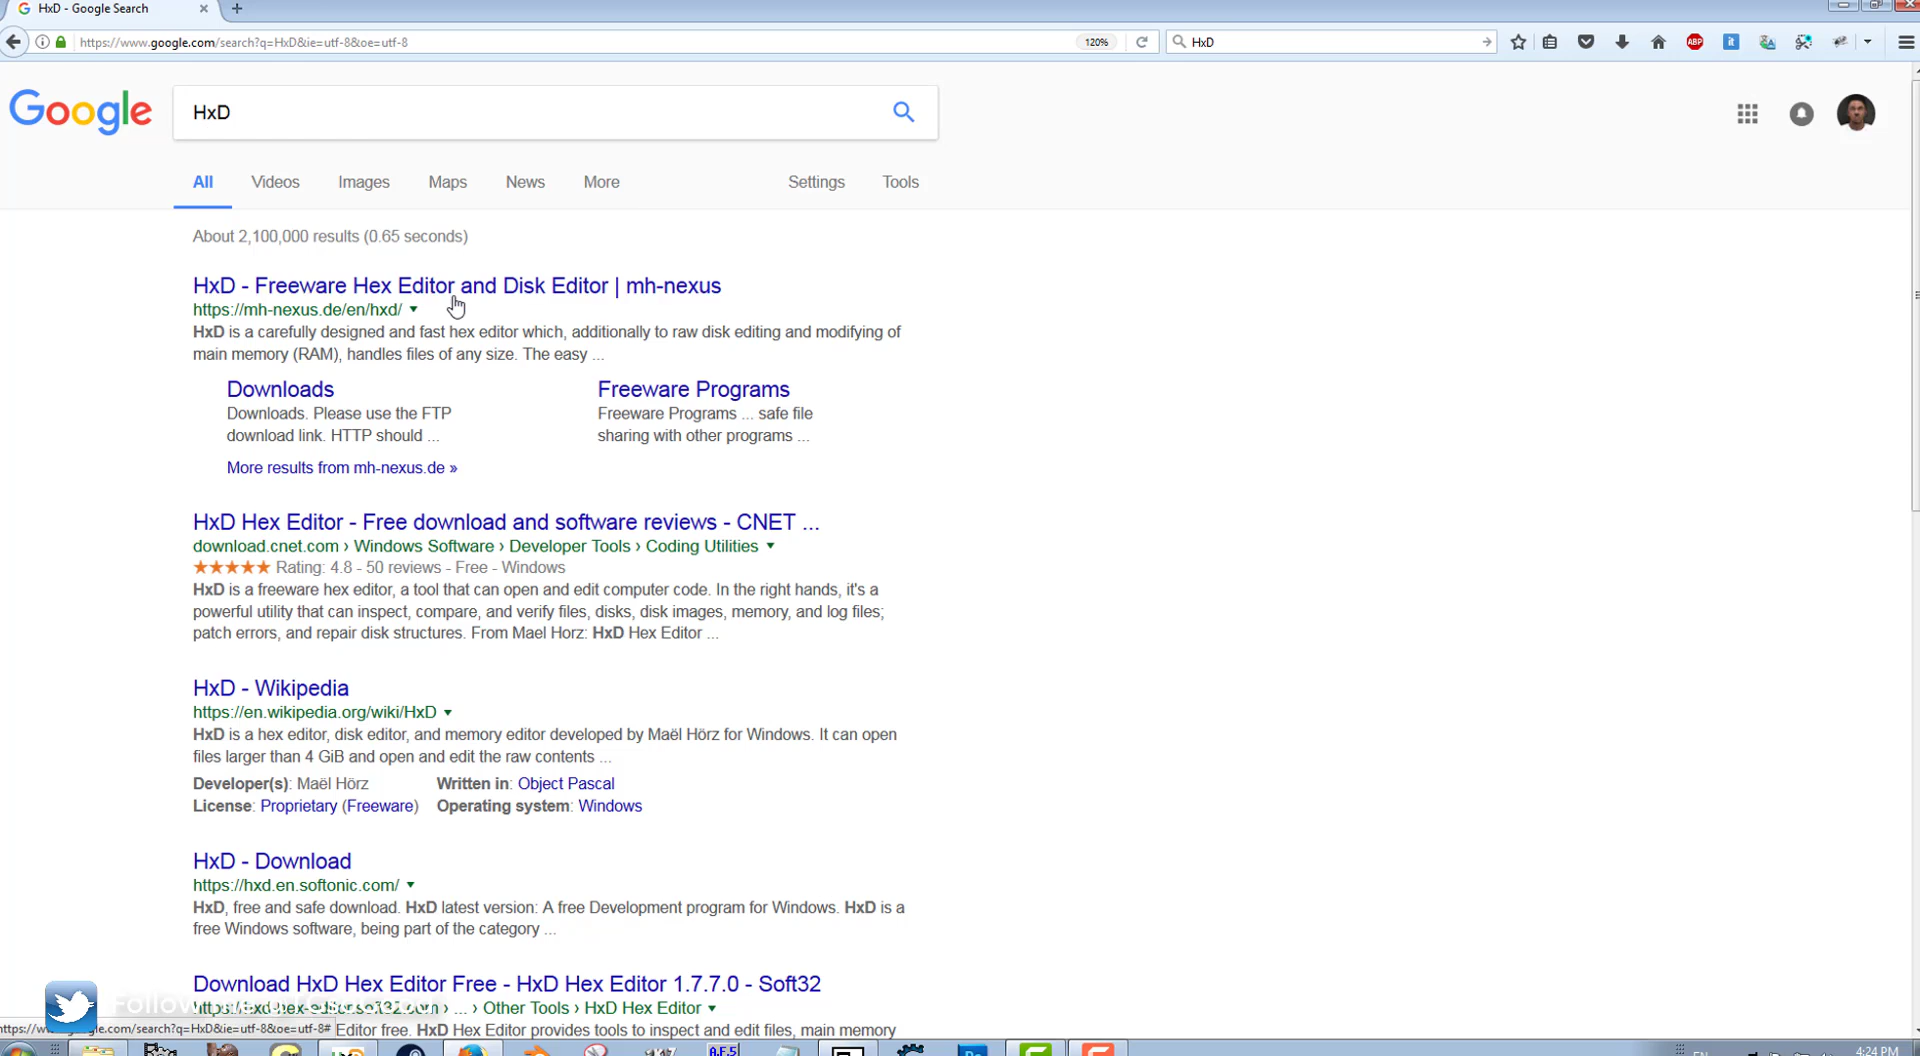 HxD - Google Search
https://www.google.com/search?q=HxD&ie=utf-8&oe=utf-8
120%
HxD
ABP
it
Google
HxD
All Videos Images Maps News More Settings Tools
About 2,100,000 results (0.65 seconds)
HxD - Freeware Hex Editor and Disk Editor | mh-nexus
https://mh-nexus.de/en/hxd/
HxD is a carefully designed and fast hex editor which, additionally to raw disk editing and modifying of
main memory (RAM), handles files of any size. The easy ...
Downloads Freeware Programs
Downloads. Please use the FTP Freeware Programs ... safe file
download link. HTTP should ... sharing with other programs ...
More results from mh-nexus.de »
HxD Hex Editor - Free download and software reviews - CNET ...
download.cnet.com › Windows Software › Developer Tools › Coding Utilities
Rating: 4.8 - 50 reviews - Free - Windows
HxD is a freeware hex editor, a tool that can open and edit computer code. In the right hands, it's a
powerful utility that can inspect, compare, and verify files, disks, disk images, memory, and log files;
patch errors, and repair disk structures. From Mael Horz: HxD Hex Editor ...
HxD - Wikipedia
https://en.wikipedia.org/wiki/HxD
HxD is a hex editor, disk editor, and memory editor developed by Maël Hörz for Windows. It can open
files larger than 4 GiB and open and edit the raw contents ...
Developer(s): Maël Hörz Written in: Object Pascal
License: Proprietary (Freeware) Operating system: Windows
HxD - Download
https://hxd.en.softonic.com/
HxD, free and safe download. HxD latest version: A free Development program for Windows. HxD is a
free Windows software, being part of the category ...
Download HxD Hex Editor Free - HxD Hex Editor 1.7.7.0 - Soft32
› ... › Other Tools › HxD Hex Editor
Editor free. HxD Hex Editor provides tools to inspect and edit files, main memory
A.F.5
4:24 PM